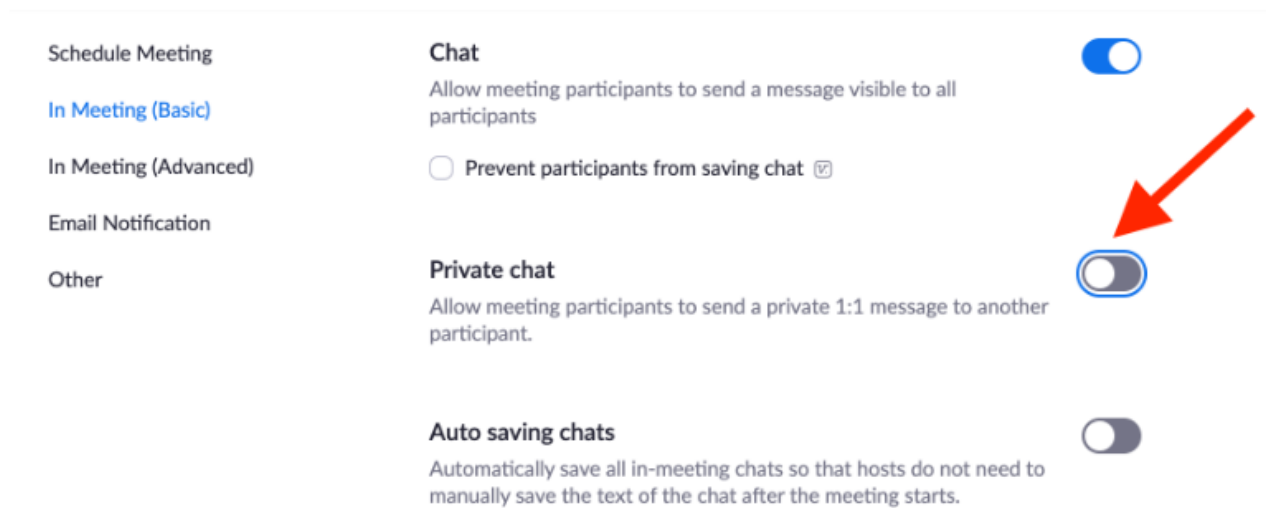 Schedule Meeting
In Meeting (Basic)
In Meeting (Advanced)
Email Notification
Other
Chat
Allow meeting participants to send a message visible to all
participants
Prevent participants from saving chat
Private chat
Allow meeting participants to send a private 1:1 message to another
participant.
Auto saving chats
Automatically save all in-meeting chats so that hosts do not need to
manually save the text of the chat after the meeting starts.